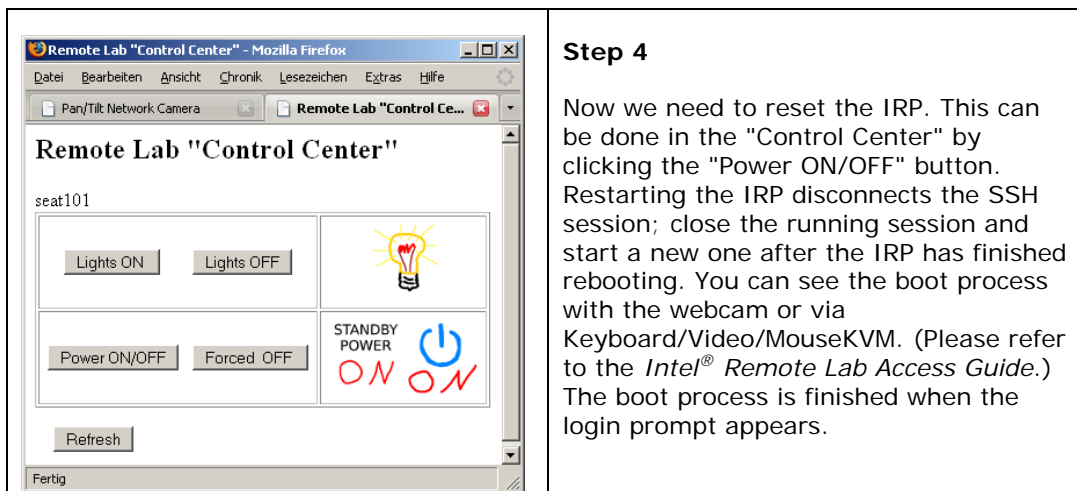 Remote Lab "Control Center" - Mozilla Firefox
Datei Bearbeiten Ansicht Chronik Lesezeichen Extras Hilfe
Pan/Tilt Network Camera
Remote Lab "Control Ce...
Remote Lab "Control Center"
seat101
Lights ON Lights OFF
Power ON/OFF Forced OFF
STANDBY
POWER
ON ON
Refresh
Fertig
Step 4
Now we need to reset the IRP. This can
be done in the "Control Center" by
clicking the "Power ON/OFF" button.
Restarting the IRP disconnects the SSH
session; close the running session and
start a new one after the IRP has finished
rebooting. You can see the boot process
with the webcam or via
Keyboard/Video/MouseKVM. (Please refer
to the Intel® Remote Lab Access Guide.)
The boot process is finished when the
login prompt appears.